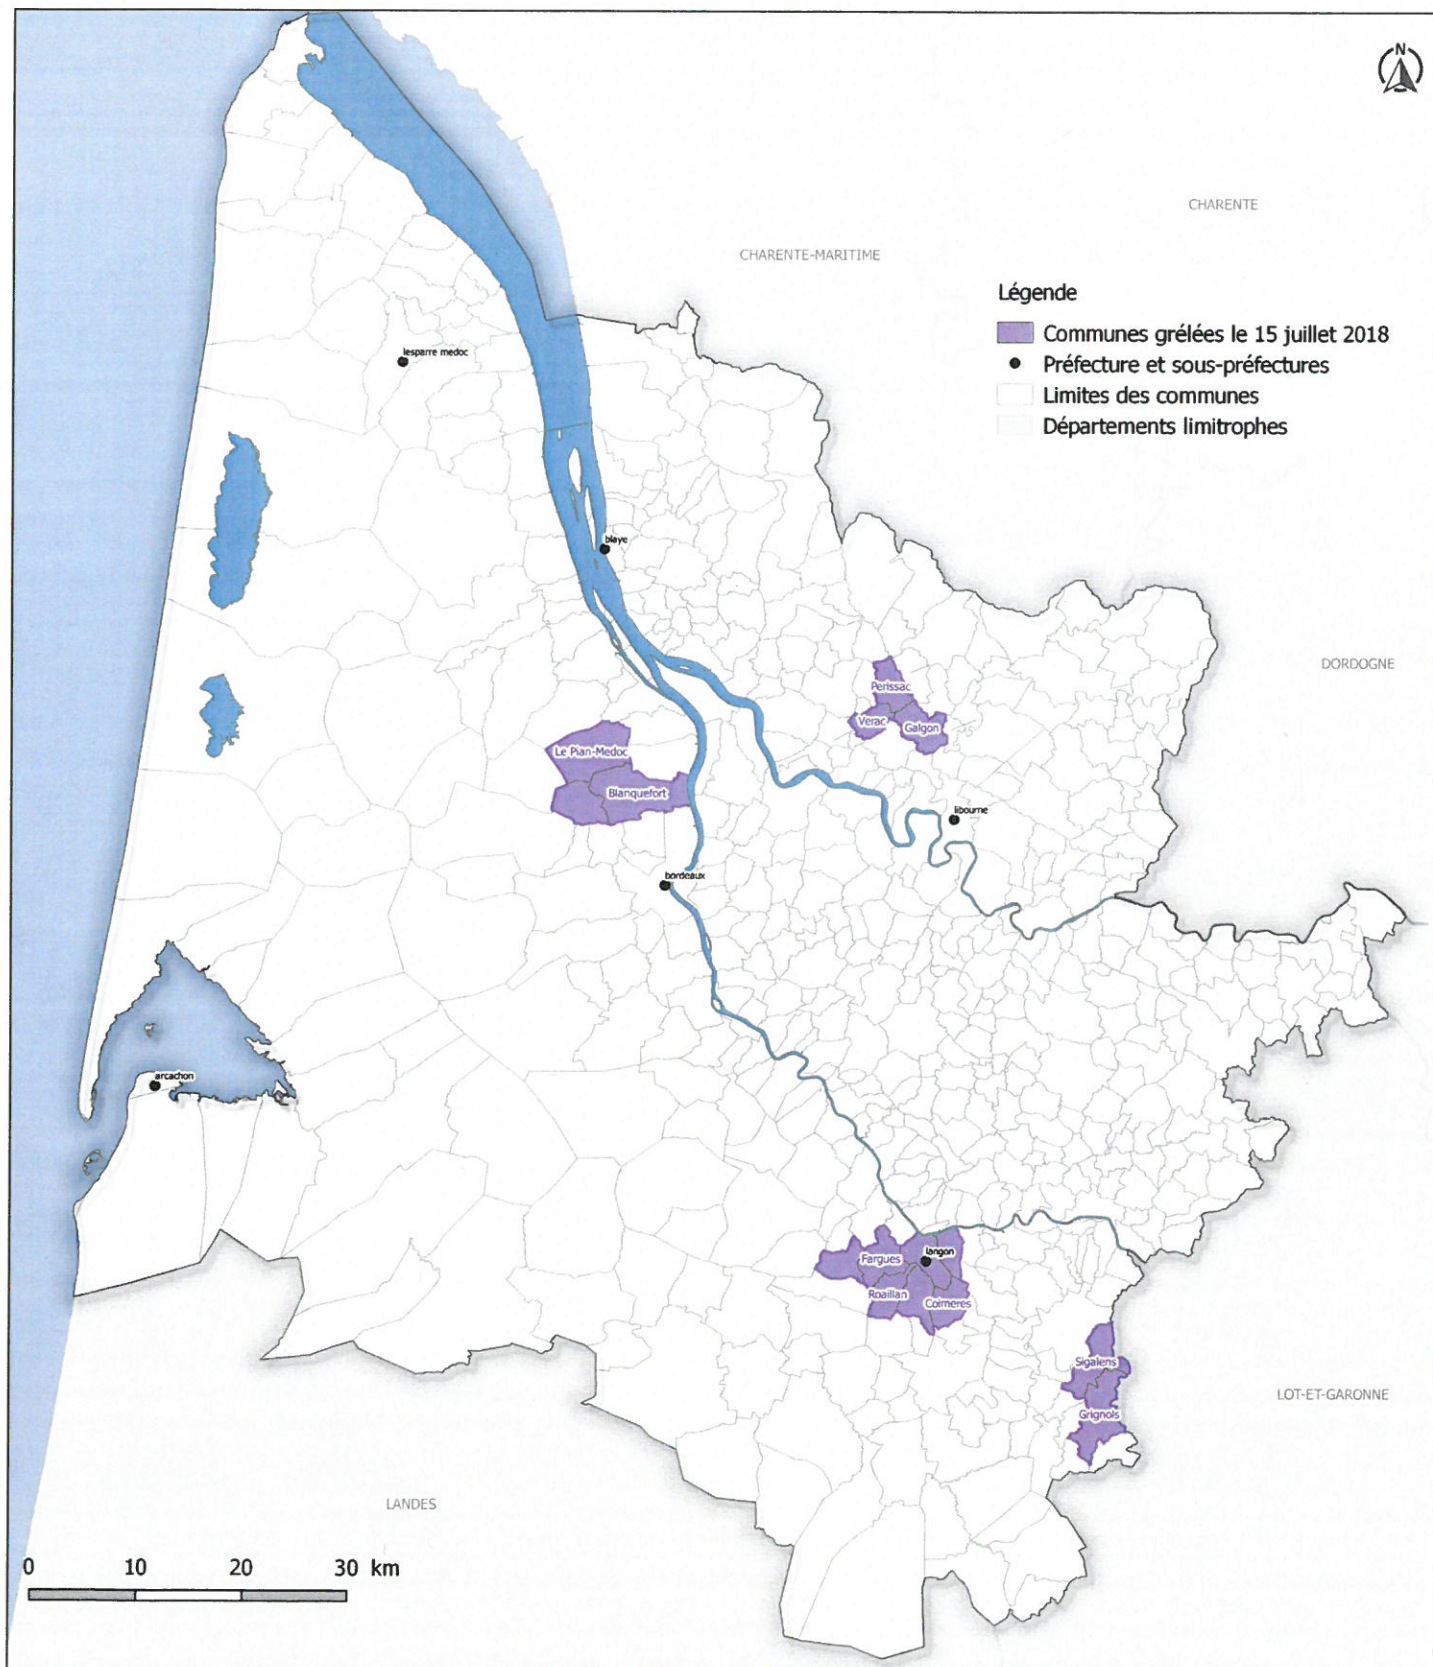 N
CHARENTE
CHARENTE-MARITIME
Légende
Communes grélées le 15 juillet 2018
Préfecture et sous-préfectures
Limites des communes
Départements limitrophes
lesparre medoc
blaye
DORDOGNE
Perissac
Verac
Galgon
Le Pian-Medoc
Blanquefort
libourne
bordeaux
arcachon
Fargues
langon
Roaillan
Coimeres
Sigalens
LOT-ET-GARONNE
Grignols
LANDES
0 10 20 30 km